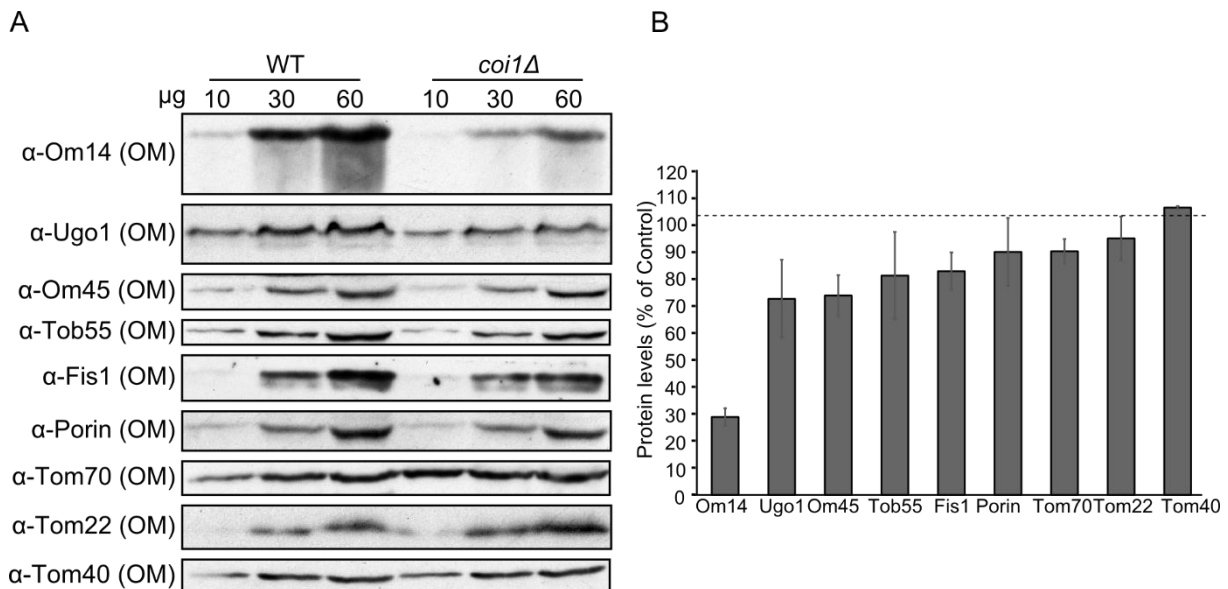 A
B
WT coi1Δ
µg 10 30 60 10 30 60
α-Om14 (OM)
α-Ugo1 (OM)
α-Om45 (OM)
α-Tob55 (OM)
α-Fis1 (OM)
α-Porin (OM)
α-Tom70 (OM)
α-Tom22 (OM)
α-Tom40 (OM)
Protein levels (% of Control)
120
110
100
90
80
70
60
50
40
30
20
10
0
Om14 Ugo1 Om45 Tob55 Fis1 Porin Tom70 Tom22 Tom40